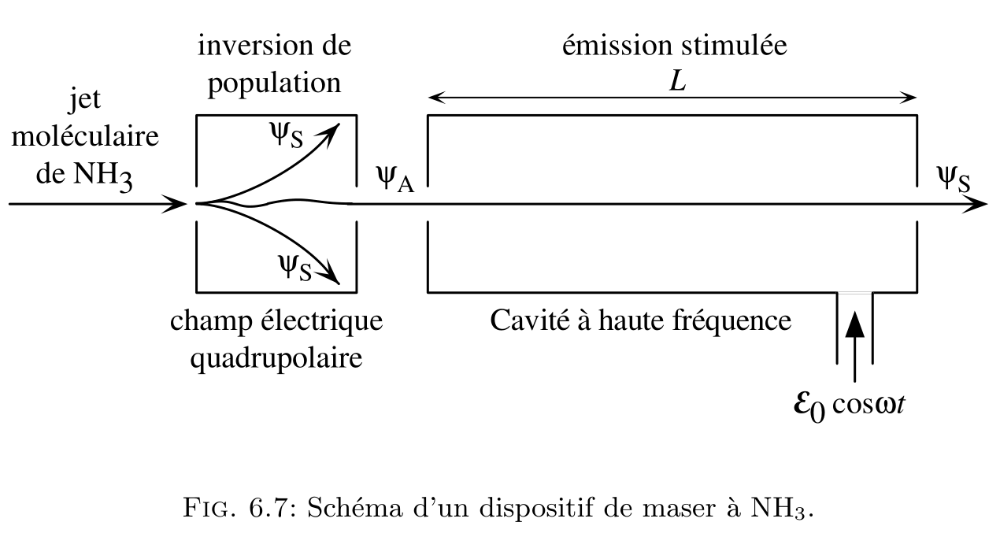 inversion de
population
émission stimulée
L
jet
moléculaire
de NH3
ψS
ψS
ψA
ψS
champ électrique
quadrupolaire
Cavité à haute fréquence
ℰ0 cosωt
FIG. 6.7: Schéma d'un dispositif de maser à NH3.